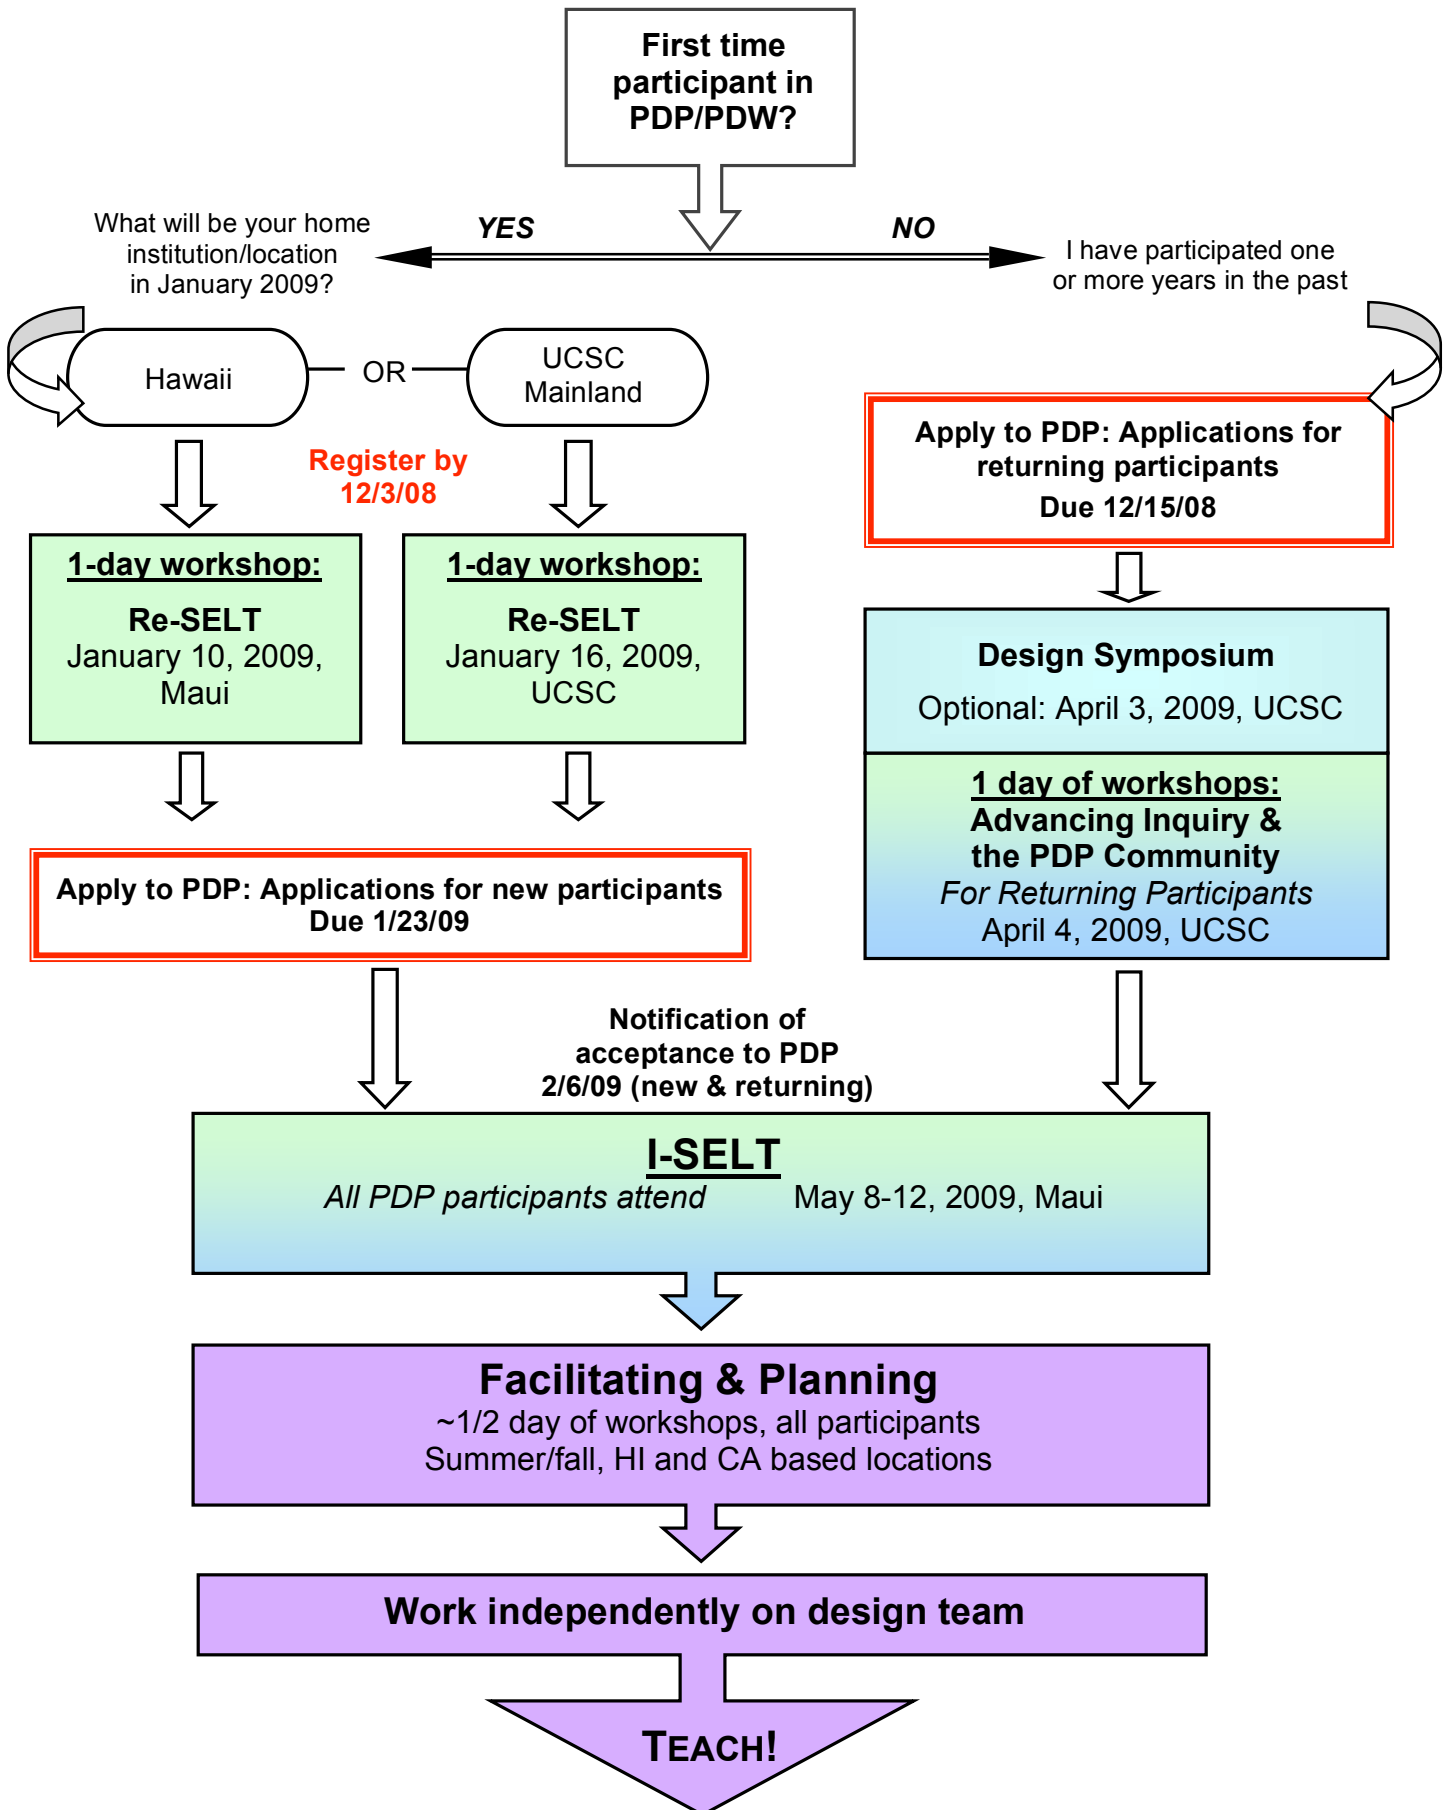 First time
participant in
PDP/PDW?
YES
NO
What will be your home
institution/location
in January 2009?
I have participated one
or more years in the past
Hawaii
OR
UCSC
Mainland
Register by
12/3/08
Apply to PDP: Applications for
returning participants
Due 12/15/08
1-day workshop:
Re-SELT
January 10, 2009,
Maui
1-day workshop:
Re-SELT
January 16, 2009,
UCSC
Design Symposium
Optional: April 3, 2009, UCSC
1 day of workshops:
Advancing Inquiry &
the PDP Community
For Returning Participants
April 4, 2009, UCSC
Apply to PDP: Applications for new participants
Due 1/23/09
Notification of
acceptance to PDP
2/6/09 (new & returning)
I-SELT
All PDP participants attend May 8-12, 2009, Maui
Facilitating & Planning
~1/2 day of workshops, all participants
Summer/fall, HI and CA based locations
Work independently on design team
TEACH!